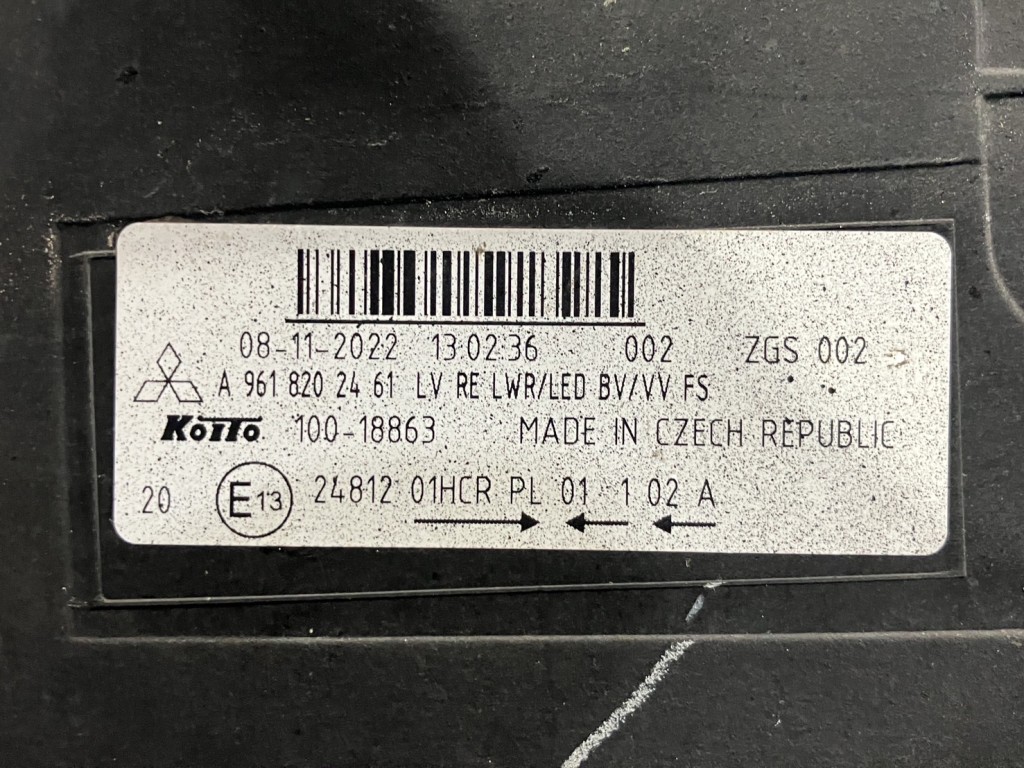 08-11-2022 13:02:36 002 ZGS 002
A 961 820 24 61 LV RE LWR/LED BV/VV FS
KOITO 100-18863 MADE IN CZECH REPUBLIC
20 E13 24812 01HCR PL 01 1 02 A